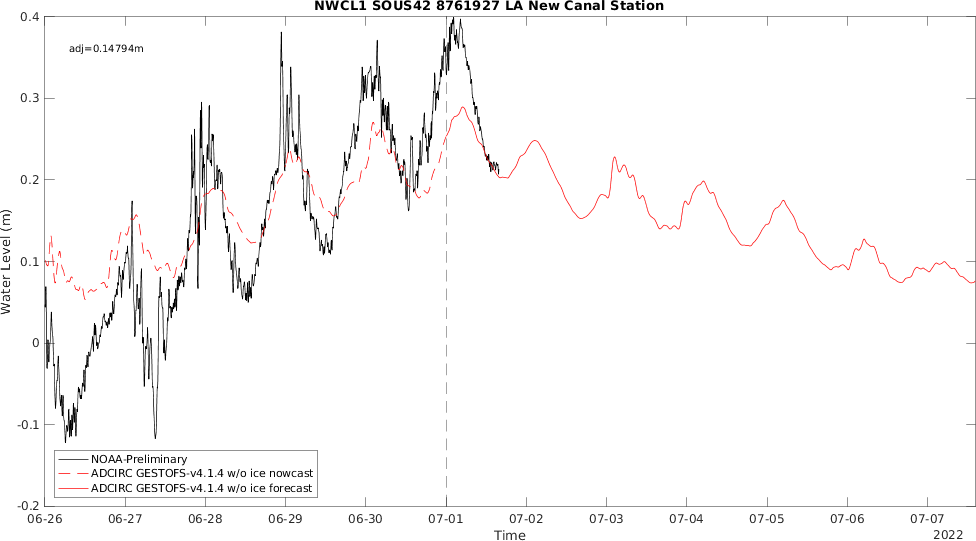 NWCL1 SOUS42 8761927 LA New Canal Station
adj=0.14794m
Water Level (m)
0.4
0.3
0.2
0.1
0
-0.1
-0.2
NOAA-Preliminary
ADCIRC GESTOFS-v4.1.4 w/o ice nowcast
ADCIRC GESTOFS-v4.1.4 w/o ice forecast
06-26 06-27 06-28 06-29 06-30 07-01 07-02 07-03 07-04 07-05 07-06 07-07
Time
2022